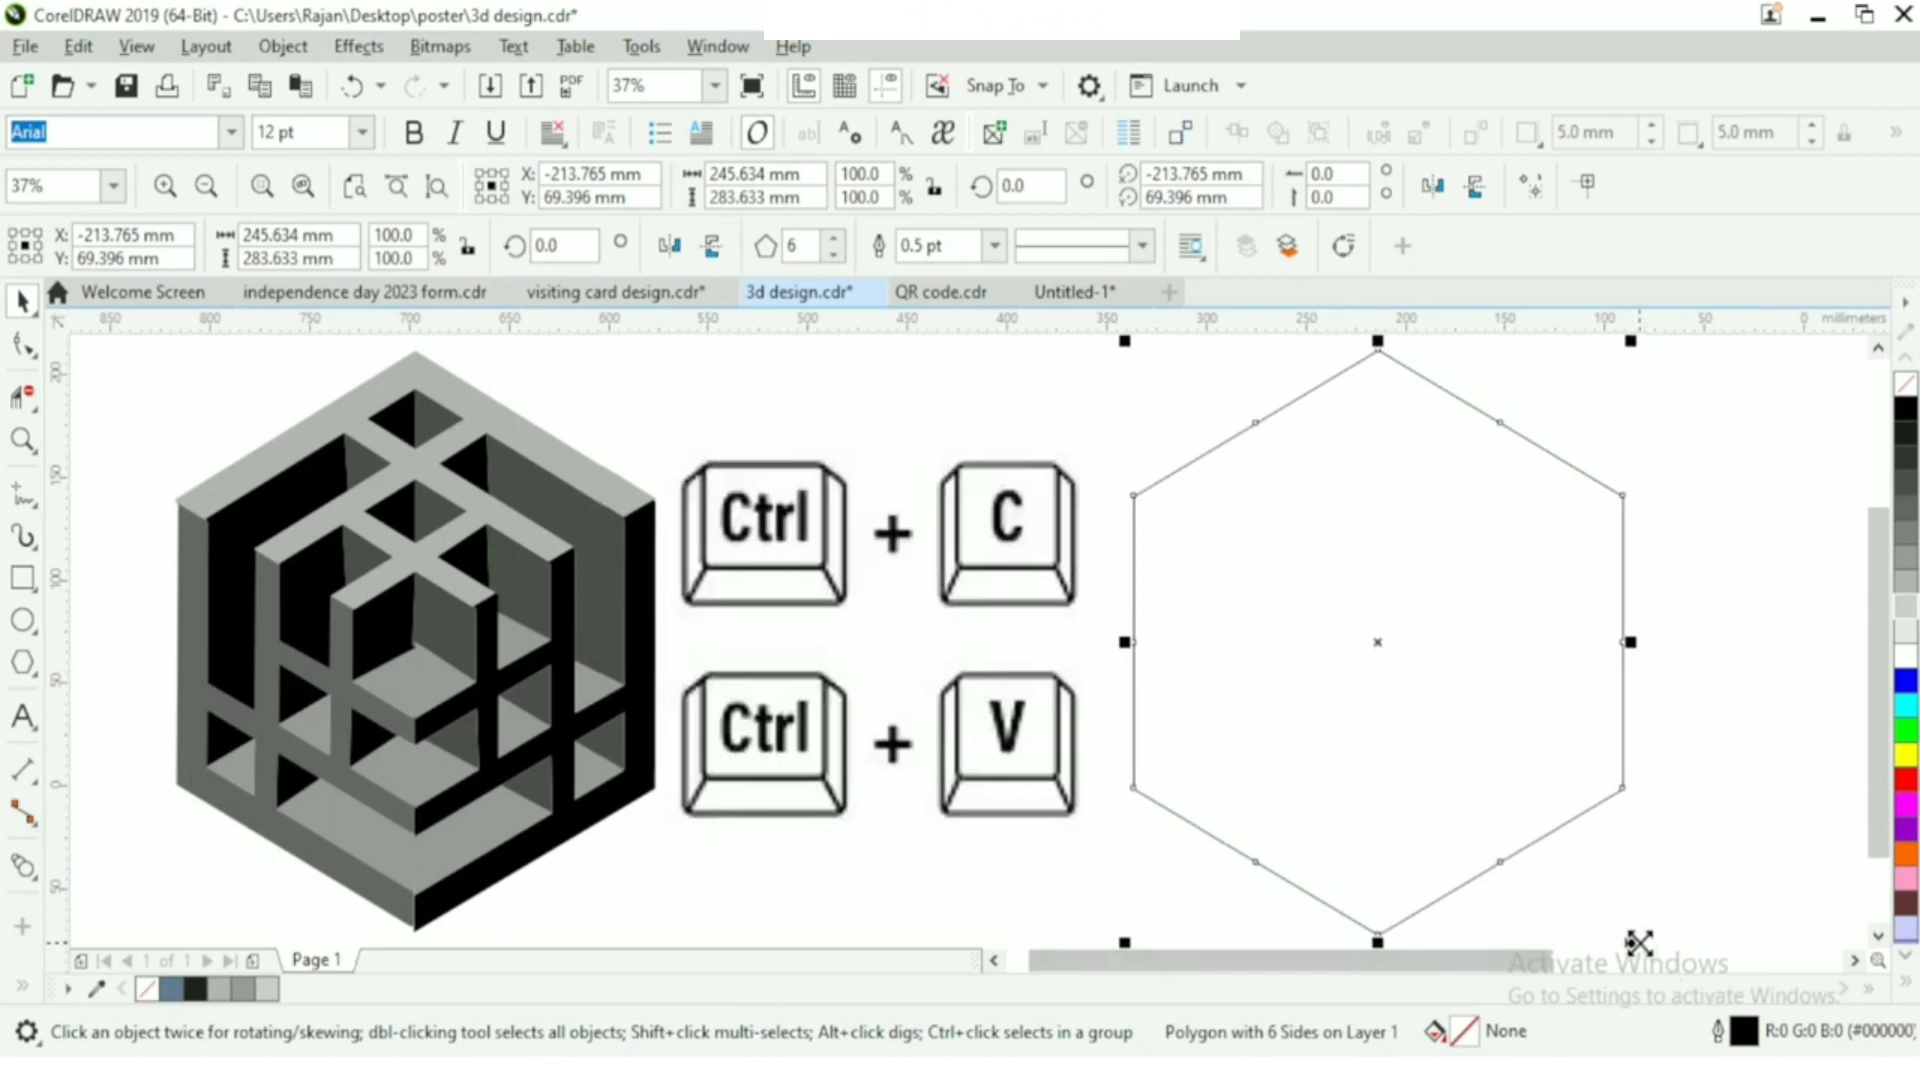 CorelDRAW 2019 (64-Bit) - C:\Users\Rajan\Desktop\poster\3d design.cdr*
File Edit View Layout Object Effects Bitmaps Text Table Tools Window Help
PDF 37% Snap To Launch
Arial 12 pt B I U O ab| æ 5.0 mm 5.0 mm
37% X: -213.765 mm 245.634 mm 100.0 % 0.0 -213.765 mm 0.0
Y: 69.396 mm 283.633 mm 100.0 % 69.396 mm 0.0
X: -213.765 mm 245.634 mm 100.0 % 0.0 6 0.5 pt
Y: 69.396 mm 283.633 mm 100.0 %
Welcome Screen independence day 2023 form.cdr visiting card design.cdr* 3d design.cdr* QR code.cdr Untitled-1*
850 800 750 700 650 600 550 500 450 400 350 300 250 200 150 100 50 0 millimeters
200
150
100
50
0
50
Ctrl + C
Ctrl + V
1 of 1 Page 1
Activate Windows
Go to Settings to activate Windows.
Click an object twice for rotating/skewing; dbl-clicking tool selects all objects; Shift+click multi-selects; Alt+click digs; Ctrl+click selects in a group Polygon with 6 Sides on Layer 1 None R:0 G:0 B:0 (#000000)